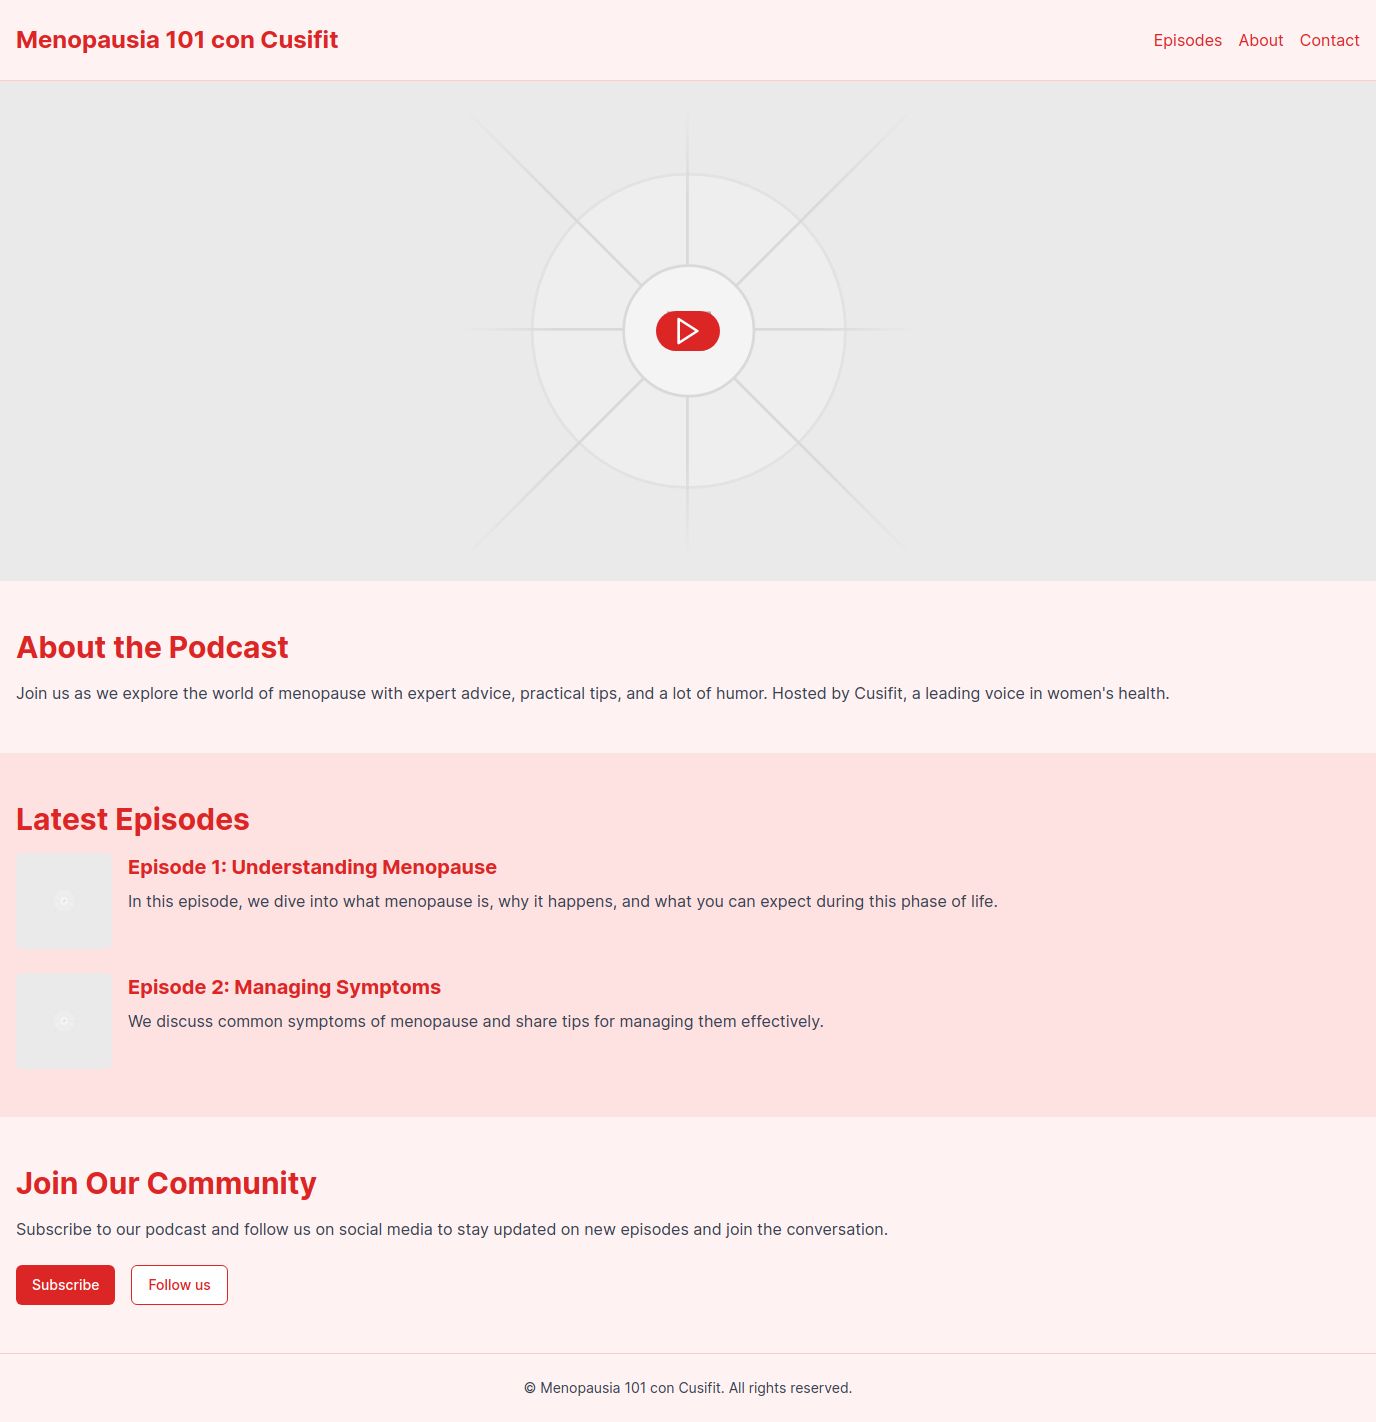 Menopausia 101 con Cusifit
Episodes About Contact
About the Podcast
Join us as we explore the world of menopause with expert advice, practical tips, and a lot of humor. Hosted by Cusifit, a leading voice in women's health.
Latest Episodes
Episode 1: Understanding Menopause
In this episode, we dive into what menopause is, why it happens, and what you can expect during this phase of life.
Episode 2: Managing Symptoms
We discuss common symptoms of menopause and share tips for managing them effectively.
Join Our Community
Subscribe to our podcast and follow us on social media to stay updated on new episodes and join the conversation.
Subscribe Follow us
© Menopausia 101 con Cusifit. All rights reserved.